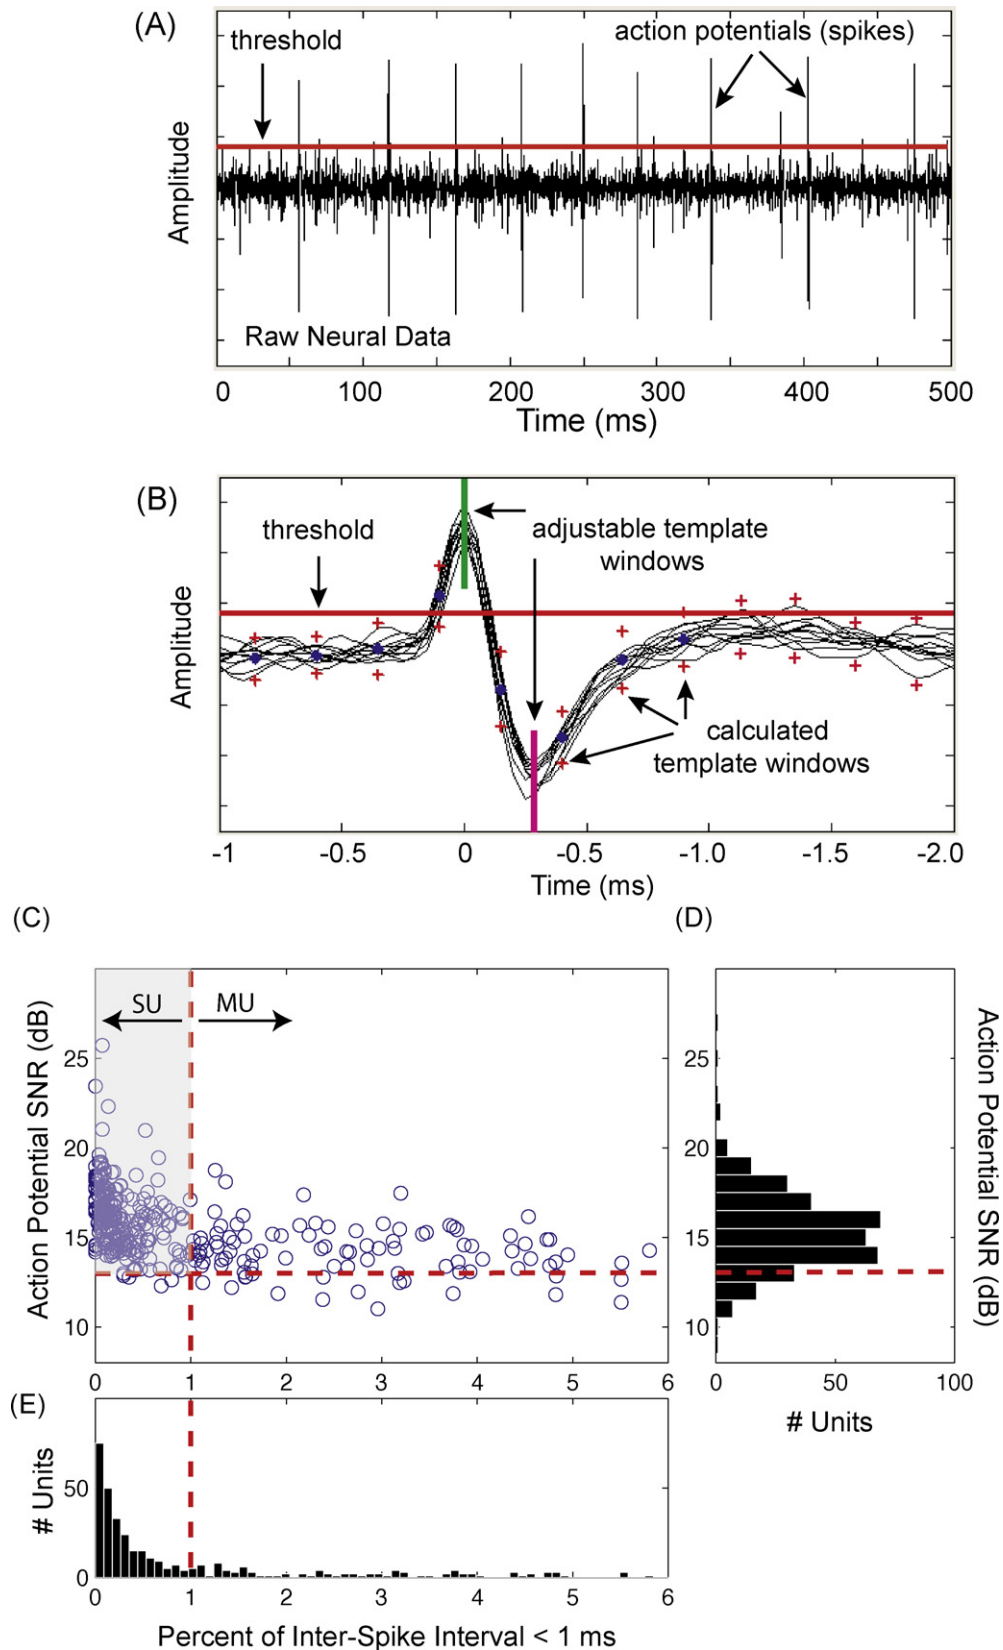 (A)
threshold
action potentials (spikes)
Amplitude
Raw Neural Data
0 100 200 300 400 500
Time (ms)
(B)
threshold
adjustable template
windows
Amplitude
calculated
template windows
-1 -0.5 0 -0.5 -1.0 -1.5 -2.0
Time (ms)
(C)
SU MU
Action Potential SNR (dB)
25
20
15
10
0 1 2 3 4 5 6
(D)
Action Potential SNR (dB)
25
20
15
10
0 50 100
# Units
(E)
# Units
50
0
0 1 2 3 4 5 6
Percent of Inter-Spike Interval < 1 ms